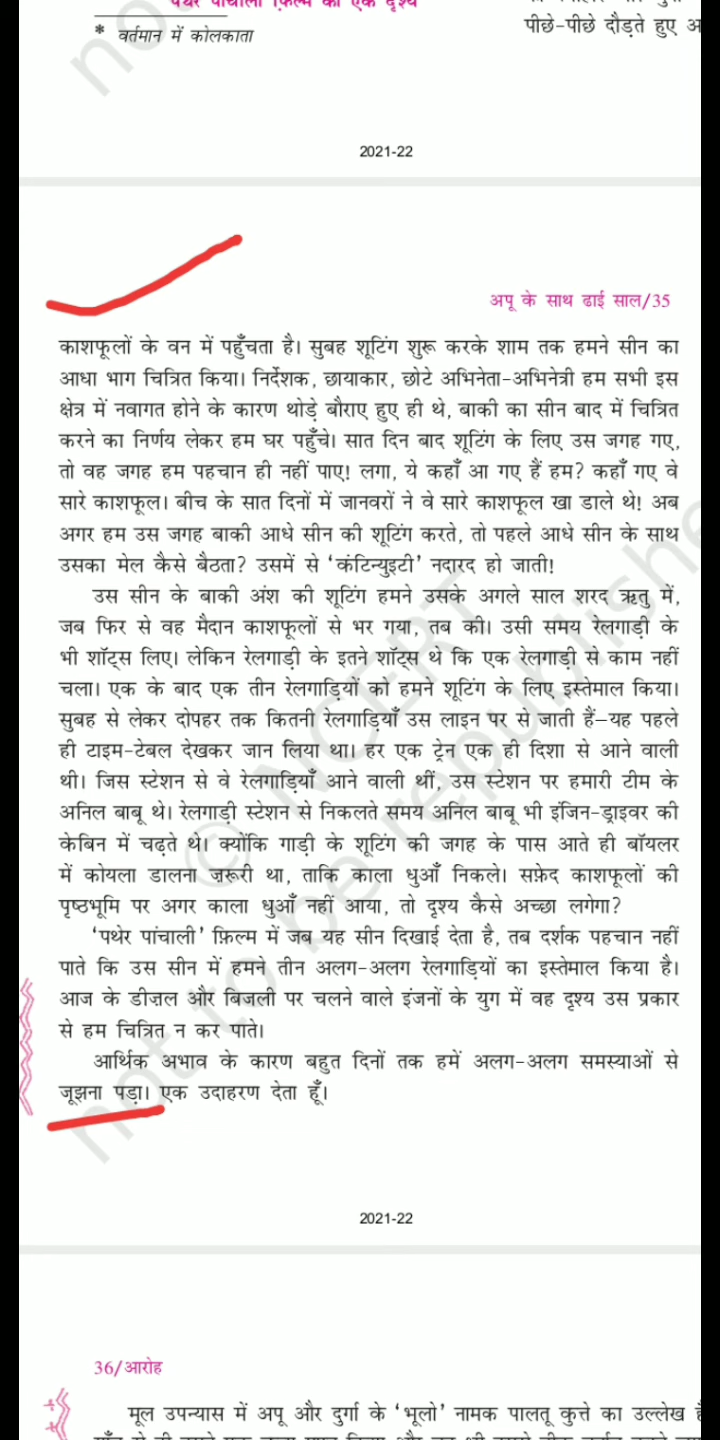 पथेर पांचाली फ़िल्म का एक दृश्य
* वर्तमान में कोलकाता
पीछे-पीछे दौड़ते हुए
2021-22
अपू के साथ ढाई साल/35
काशफूलों के वन में पहुँचता है। सुबह शूटिंग शुरू करके शाम तक हमने सीन का
आधा भाग चित्रित किया। निर्देशक, छायाकार, छोटे अभिनेता-अभिनेत्री हम सभी इस
क्षेत्र में नवागत होने के कारण थोड़े बौराए हुए ही थे, बाकी का सीन बाद में चित्रित
करने का निर्णय लेकर हम घर पहुँचे। सात दिन बाद शूटिंग के लिए उस जगह गए,
तो वह जगह हम पहचान ही नहीं पाए! लगा, ये कहाँ आ गए हैं हम? कहाँ गए वे
सारे काशफूल। बीच के सात दिनों में जानवरों ने वे सारे काशफूल खा डाले थे! अब
अगर हम उस जगह बाकी आधे सीन की शूटिंग करते, तो पहले आधे सीन के साथ
उसका मेल कैसे बैठता? उसमें से ‘कंटिन्युइटी’ नदारद हो जाती!
उस सीन के बाकी अंश की शूटिंग हमने उसके अगले साल शरद ऋतु में,
जब फिर से वह मैदान काशफूलों से भर गया, तब की। उसी समय रेलगाड़ी के
भी शॉट्स लिए। लेकिन रेलगाड़ी के इतने शॉट्स थे कि एक रेलगाड़ी से काम नहीं
चला। एक के बाद एक तीन रेलगाड़ियों को हमने शूटिंग के लिए इस्तेमाल किया।
सुबह से लेकर दोपहर तक कितनी रेलगाड़ियाँ उस लाइन पर से जाती हैं–यह पहले
ही टाइम-टेबल देखकर जान लिया था। हर एक ट्रेन एक ही दिशा से आने वाली
थी। जिस स्टेशन से वे रेलगाड़ियाँ आने वाली थीं, उस स्टेशन पर हमारी टीम के
अनिल बाबू थे। रेलगाड़ी स्टेशन से निकलते समय अनिल बाबू भी इंजिन-ड्राइवर की
केबिन में चढ़ते थे। क्योंकि गाड़ी के शूटिंग की जगह के पास आते ही बॉयलर
में कोयला डालना ज़रूरी था, ताकि काला धुआँ निकले। सफ़ेद काशफूलों की
पृष्ठभूमि पर अगर काला धुआँ नहीं आया, तो दृश्य कैसे अच्छा लगेगा?
‘पथेर पांचाली’ फ़िल्म में जब यह सीन दिखाई देता है, तब दर्शक पहचान नहीं
पाते कि उस सीन में हमने तीन अलग-अलग रेलगाड़ियों का इस्तेमाल किया है।
आज के डीज़ल और बिजली पर चलने वाले इंजनों के युग में वह दृश्य उस प्रकार
से हम चित्रित न कर पाते।
आर्थिक अभाव के कारण बहुत दिनों तक हमें अलग-अलग समस्याओं से
जूझना पड़ा। एक उदाहरण देता हूँ।
© NCERT
not to be republished
2021-22
36/आरोह
मूल उपन्यास में अपू और दुर्गा के ‘भूलो’ नामक पालतू कुत्ते का उल्लेख